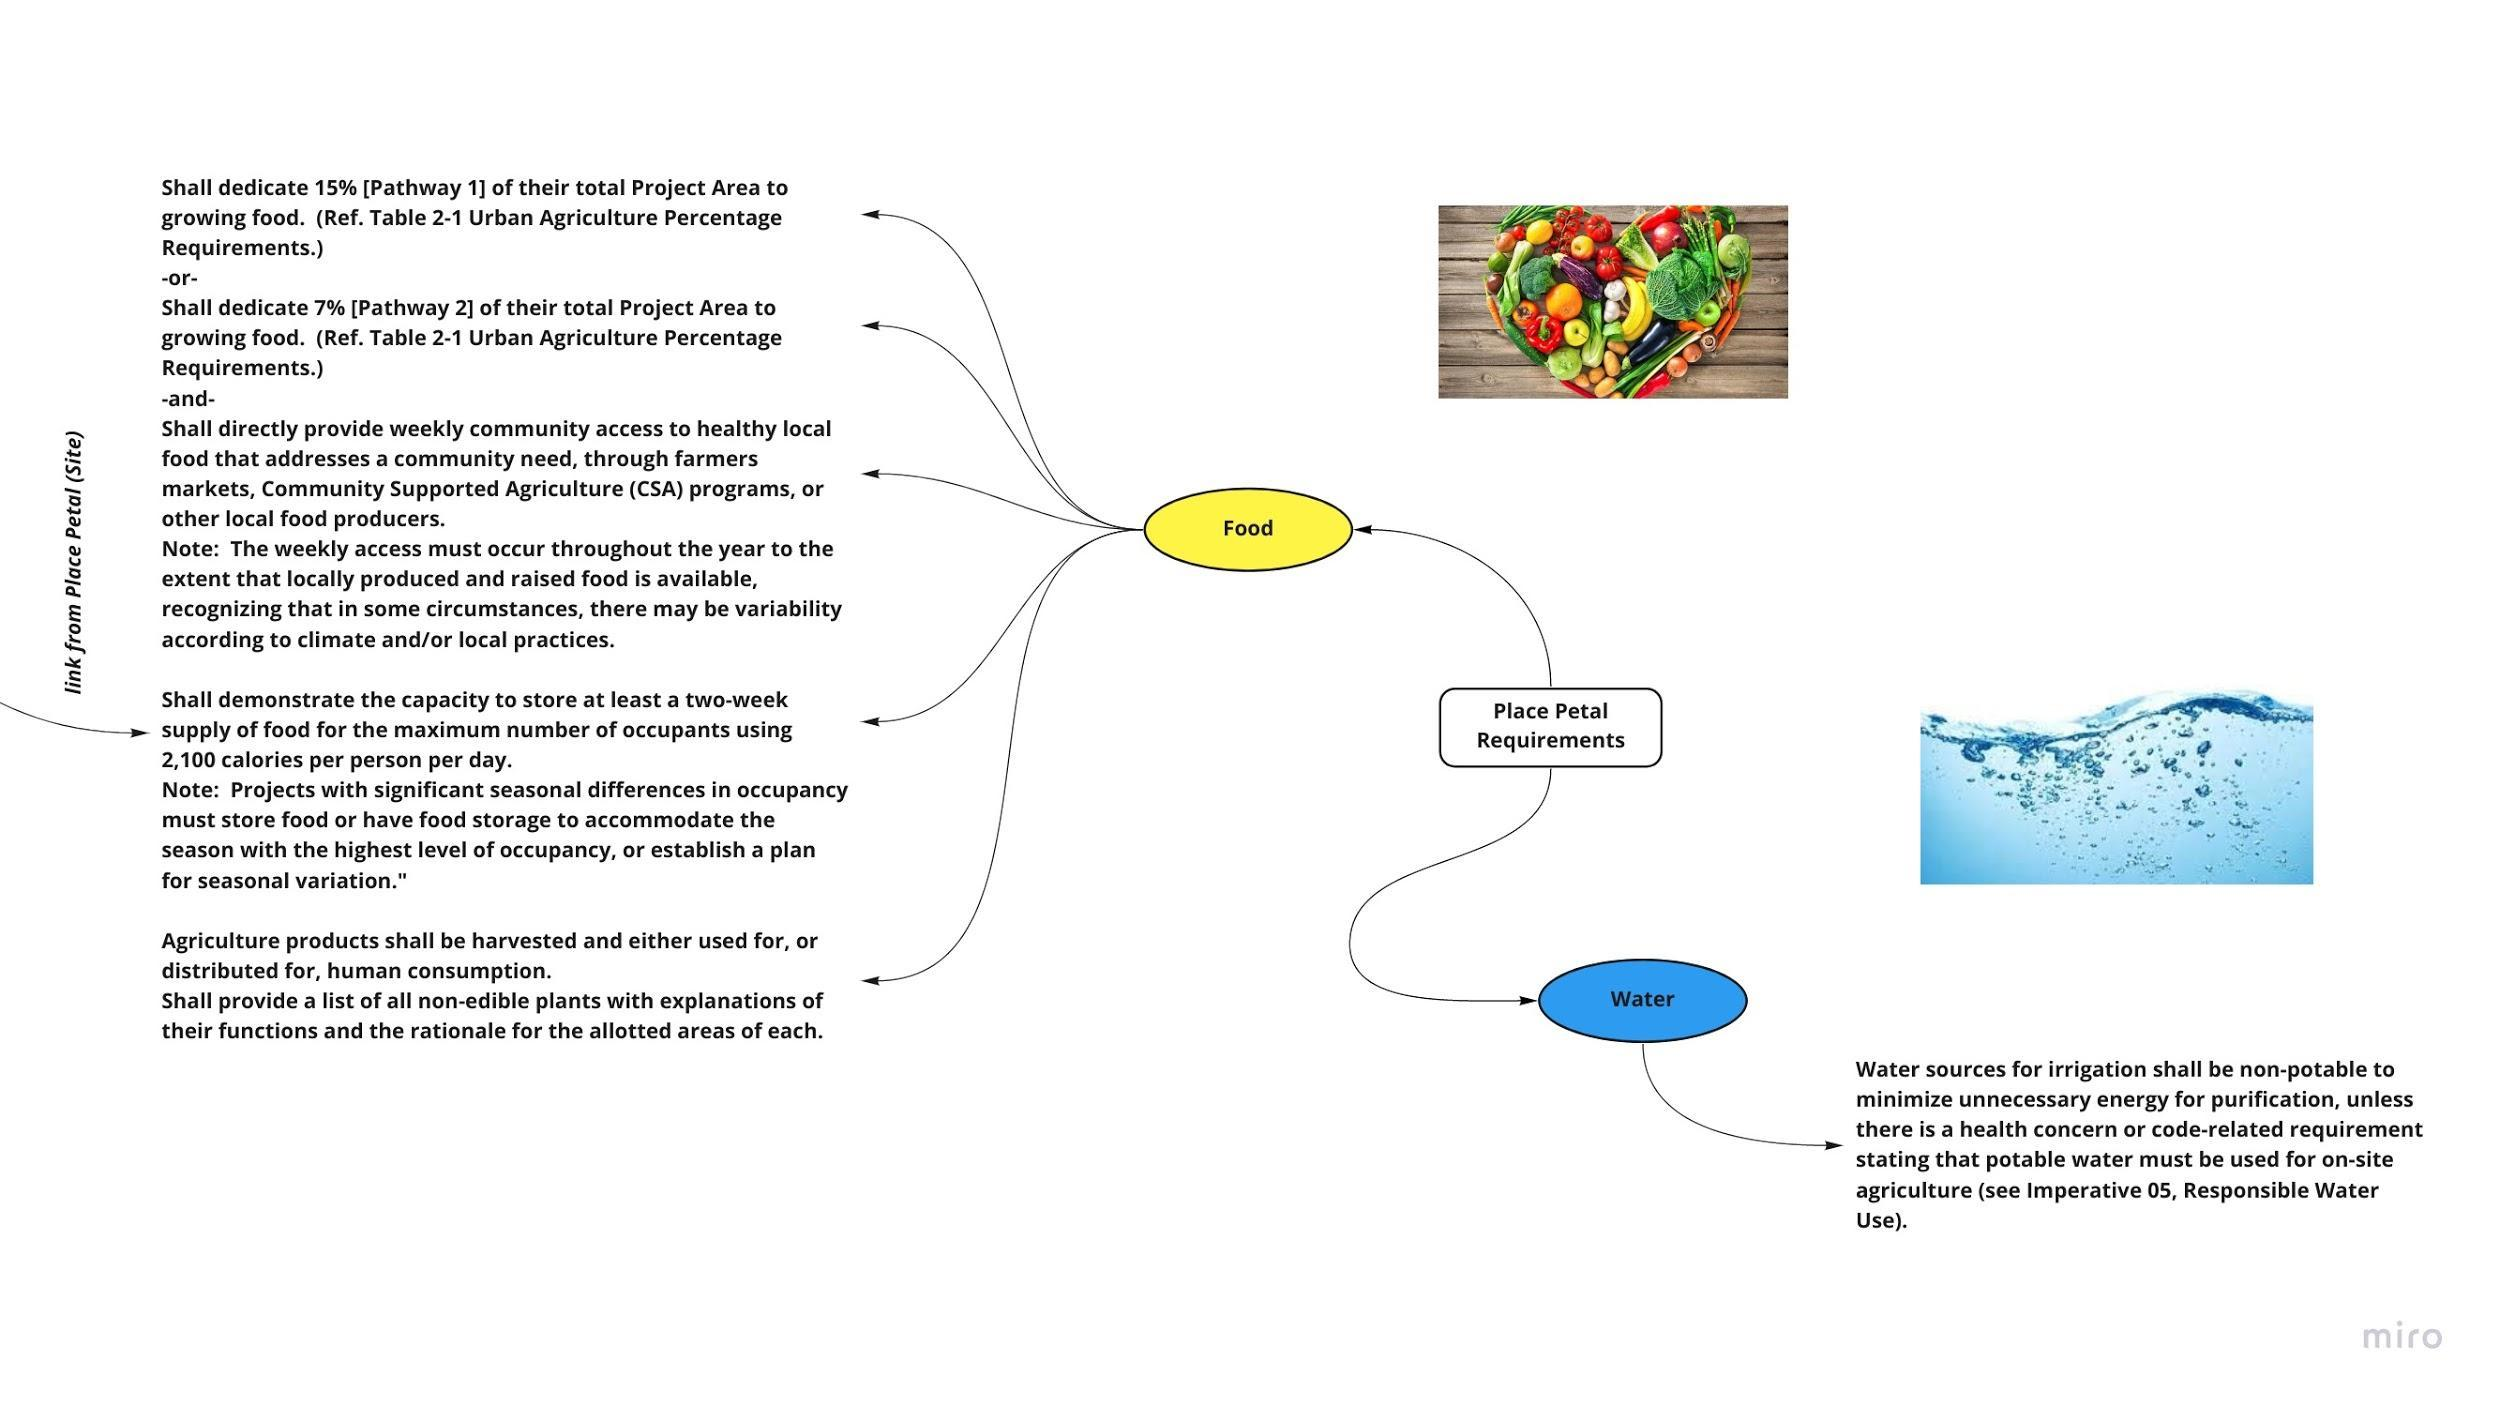 Shall dedicate 15% [Pathway 1] of their total Project Area to
growing food.  (Ref. Table 2-1 Urban Agriculture Percentage
Requirements.)
-or-
Shall dedicate 7% [Pathway 2] of their total Project Area to
growing food.  (Ref. Table 2-1 Urban Agriculture Percentage
Requirements.)
-and-
Shall directly provide weekly community access to healthy local
food that addresses a community need, through farmers
markets, Community Supported Agriculture (CSA) programs, or
other local food producers.
Note:  The weekly access must occur throughout the year to the
extent that locally produced and raised food is available,
recognizing that in some circumstances, there may be variability
according to climate and/or local practices.
Shall demonstrate the capacity to store at least a two-week
supply of food for the maximum number of occupants using
2,100 calories per person per day.
Note:  Projects with significant seasonal differences in occupancy
must store food or have food storage to accommodate the
season with the highest level of occupancy, or establish a plan
for seasonal variation."
Agriculture products shall be harvested and either used for, or
distributed for, human consumption.
Shall provide a list of all non-edible plants with explanations of
their functions and the rationale for the allotted areas of each.
link from Place Petal (Site)
Food
Place Petal
Requirements
Water
Water sources for irrigation shall be non-potable to
minimize unnecessary energy for purification, unless
there is a health concern or code-related requirement
stating that potable water must be used for on-site
agriculture (see Imperative 05, Responsible Water
Use).
miro